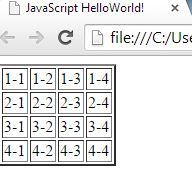 JavaScript HelloWorld!
file:///C:/Use
1-1 1-2 1-3 1-4
2-1 2-2 2-3 2-4
3-1 3-2 3-3 3-4
4-1 4-2 4-3 4-4